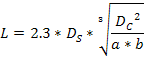 L = 2.3 * D_S * ∛(D_C² / (a * b))